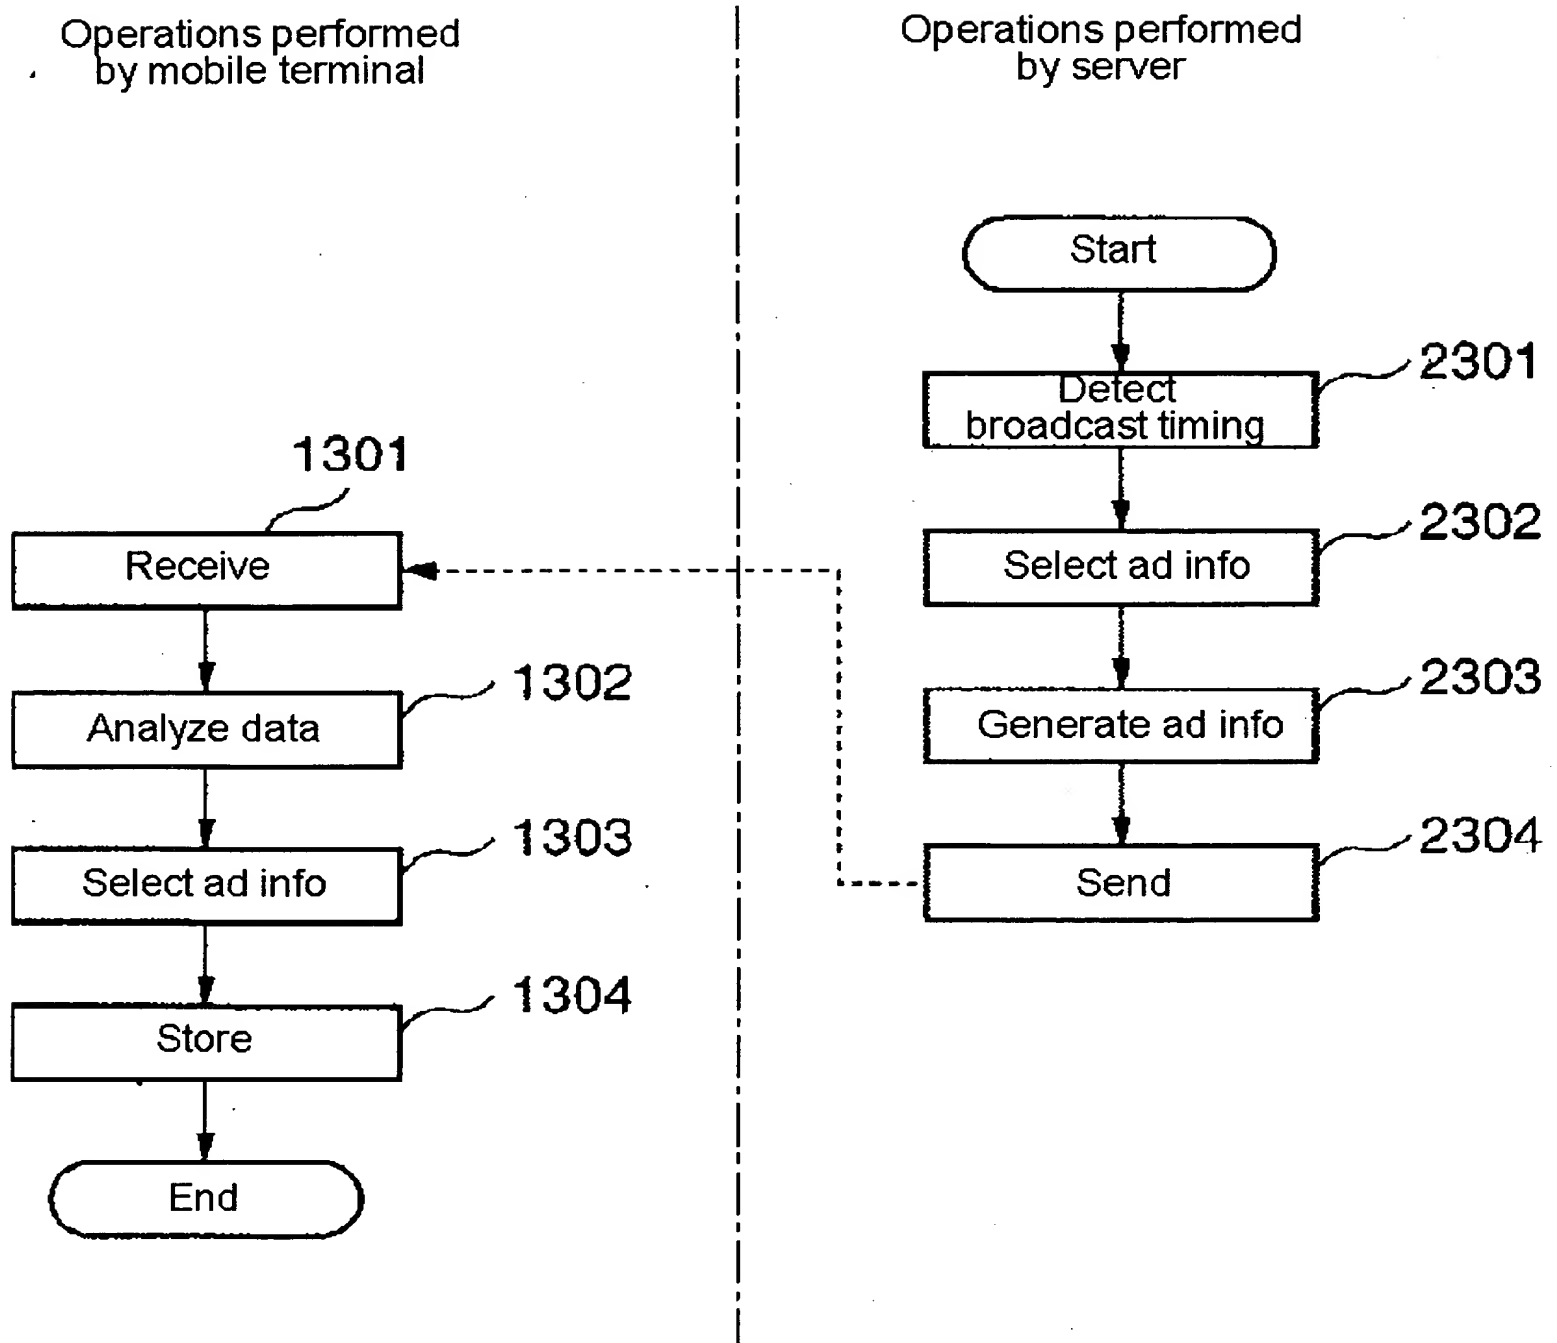 Operations performed
by mobile terminal
Operations performed
by server
Start
2301
Detect
broadcast timing
2302
Select ad info
2303
Generate ad info
2304
Send
1301
Receive
1302
Analyze data
1303
Select ad info
1304
Store
End